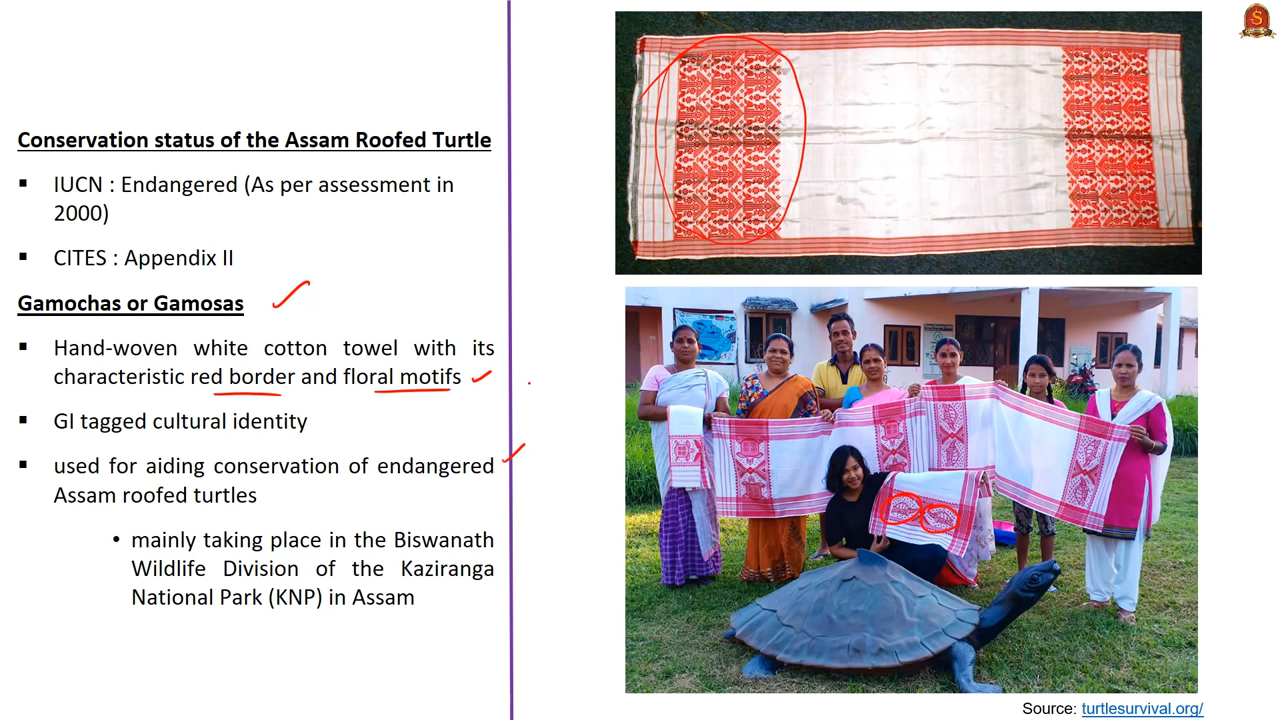 Conservation status of the Assam Roofed Turtle
▪ IUCN : Endangered (As per assessment in
2000)
▪ CITES : Appendix II
Gamochas or Gamosas
▪ Hand-woven white cotton towel with its
characteristic red border and floral motifs
▪ GI tagged cultural identity
▪ used for aiding conservation of endangered
Assam roofed turtles
• mainly taking place in the Biswanath
Wildlife Division of the Kaziranga
National Park (KNP) in Assam
Source: turtlesurvival.org/